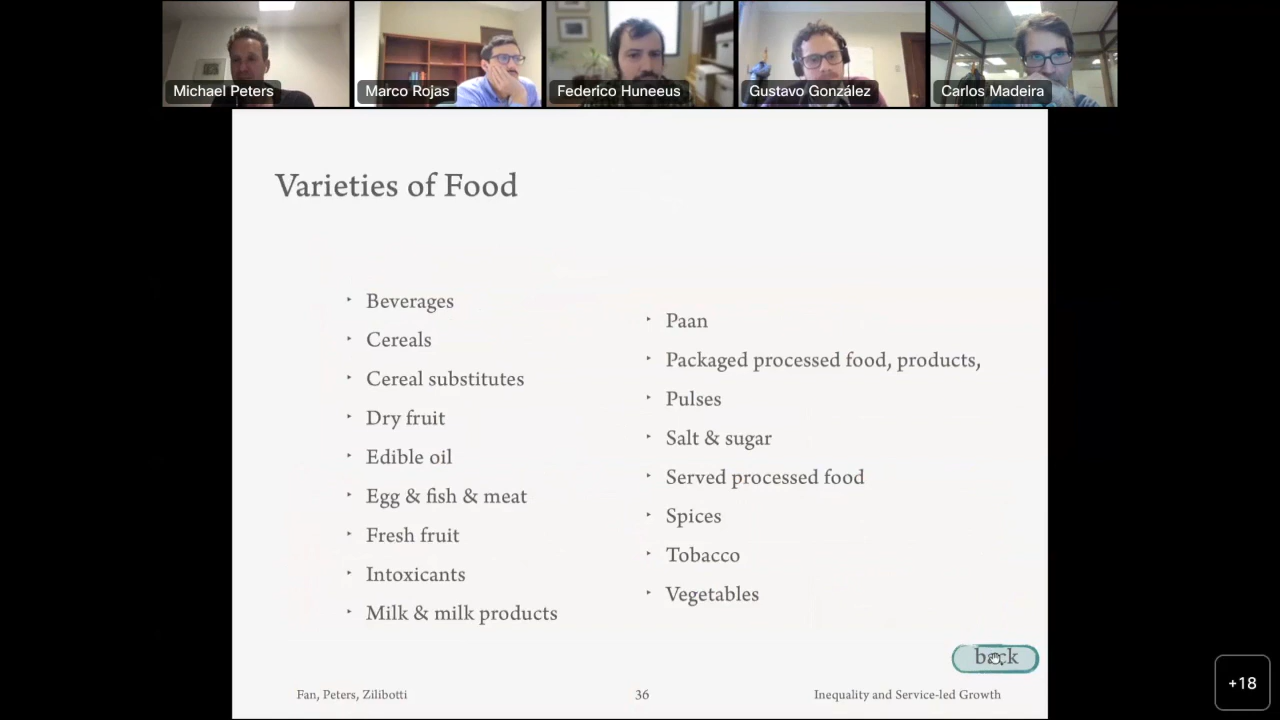 Michael Peters
Marco Rojas
Federico Huneeus
Gustavo González
Carlos Madeira
Varieties of Food
‣ Beverages
‣ Cereals
‣ Cereal substitutes
‣ Dry fruit
‣ Edible oil
‣ Egg & fish & meat
‣ Fresh fruit
‣ Intoxicants
‣ Milk & milk products
‣ Paan
‣ Packaged processed food, products,
‣ Pulses
‣ Salt & sugar
‣ Served processed food
‣ Spices
‣ Tobacco
‣ Vegetables
back
Fan, Peters, Zilibotti
36
Inequality and Service-led Growth
+18